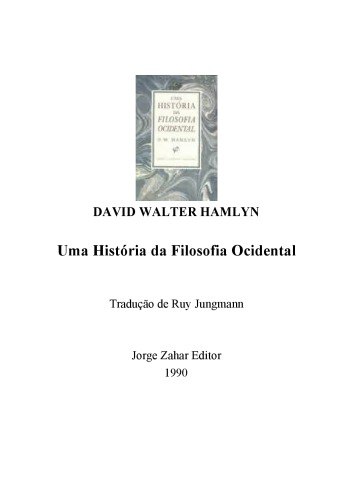 UMA
HISTÓRIA
DA
FILOSOFIA
OCIDENTAL
D.W. HAMLYN
DAVID WALTER HAMLYN
Uma História da Filosofia Ocidental
Tradução de Ruy Jungmann
Jorge Zahar Editor
1990